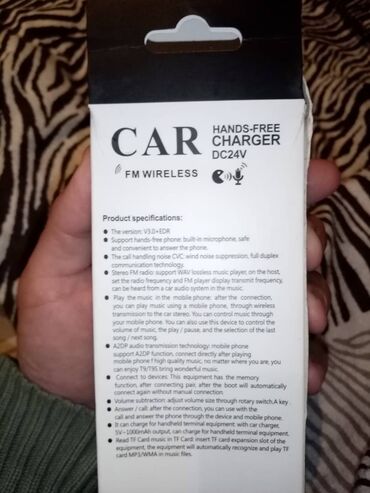 CAR
HANDS-FREE
CHARGER
DC24V
FM WIRELESS
Product specifications:
● The version: V3.0+EDR
★ Support hands-free phone: built-in microphone, safe
and convenient to answer the phone.
● The call handling noise CVC: wind noise suppression, full duplex
communication technology.
● Stereo FM radio: support WAV lossless music player, on the host,
set the radio frequency and FM player display transmit frequency,
can be heard from a car audio system in the music.
● Play the music in the mobile phone: after the connection,
you can play music using a mobile phone, through wireless
transmission to the car stereo. You can control music through
your mobile phone. You can also use this device to control the
volume of music, the play / pause, and the selection of the last
song / next song.
● A2DP audio transmission technology: mobile phone
support A2DP function, connect directly after playing
mobile phone f high quality music, no matter where you are, you
can enjoy T9/T9S bring wonderful music.
● Connect to devices: This equipment has the memory
function, after connecting pair, after the boot will automatically
connect again without manual connection.
● Volume subtraction: adjust volume size through rotary switch,A key .
● Answer / call: after the connection, you can use with the
call and answer the phone through the device and mobile phone.
● It can charge for handheld terminal equipment: with car charger,
5V⎓1000mAh output, can charge for handheld terminal equipment.
● Read TF Card music in TF Card: insert TF card expansion slot of the
equipment, the equipment will automatically recognize and play TF
card MP3/WMA in music files.